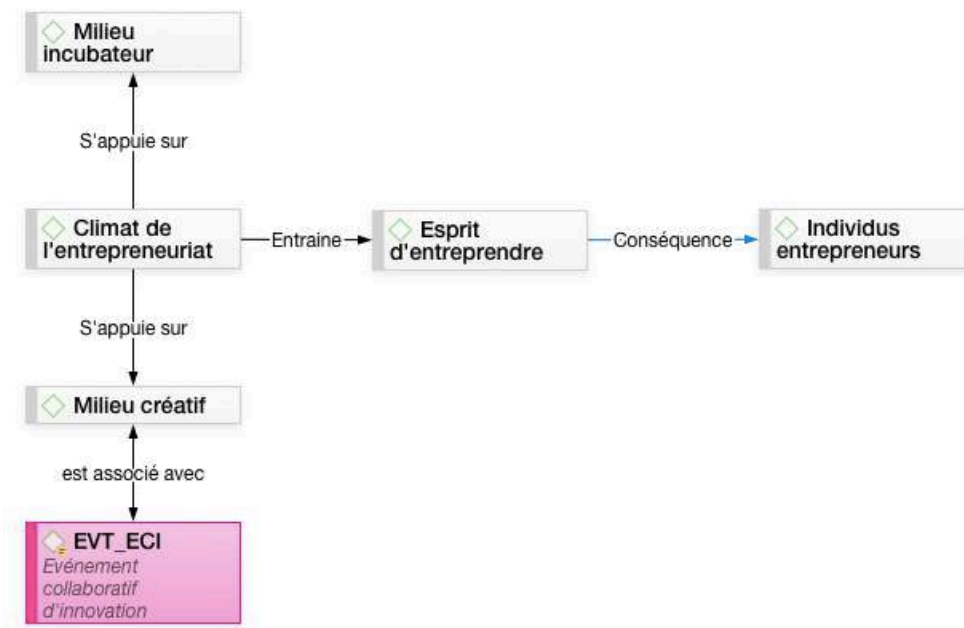 Milieu
incubateur
S'appuie sur
Climat de
l'entrepreneuriat
Entraine
Esprit
d'entreprendre
Conséquence
Individus
entrepreneurs
S'appuie sur
Milieu créatif
est associé avec
EVT_ECI
Evénement
collaboratif
d'innovation